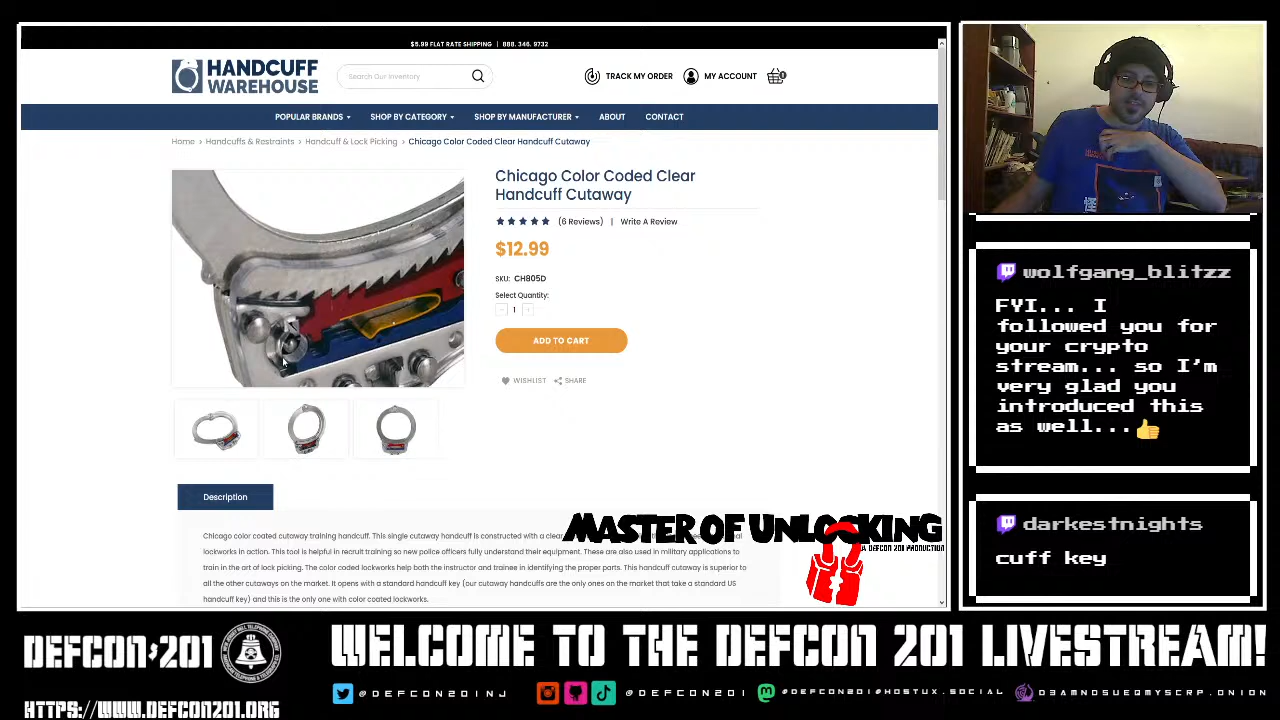 $5.99 FLAT RATE SHIPPING | 888. 346. 9732
HANDCUFF
WAREHOUSE
Search Our Inventory
TRACK MY ORDER
MY ACCOUNT
POPULAR BRANDS
SHOP BY CATEGORY
SHOP BY MANUFACTURER
ABOUT
CONTACT
Home > Handcuffs & Restraints > Handcuff & Lock Picking > Chicago Color Coded Clear Handcuff Cutaway
Chicago Color Coded Clear
Handcuff Cutaway
(6 Reviews) | Write A Review
$12.99
SKU: CH805D
Select Quantity:
- 1 +
ADD TO CART
WISHLIST SHARE
Description
Chicago color coated cutaway training handcuff. This single cutaway handcuff is constructed with a clear
lockworks in action. This tool is helpful in recruit training so new police officers fully understand their equipment. These are also used in military applications to
train in the art of lock picking. The color coded lockworks help both the instructor and trainee in identifying the proper parts. This handcuff cutaway is superior to
all the other cutaways on the market. It opens with a standard handcuff key (our cutaway handcuffs are the only ones on the market that take a standard US
handcuff key) and this is the only one with color coated lockworks.
MASTER OF UNLOCKING
A DEFCON 201 PRODUCTION
wolfgang_blitzz
FYI... I
followed you for
your crypto
stream... so I'm
very glad you
introduced this
as well...👍
darkestnights
cuff key
DEFCON 201
WELCOME TO THE DEFCON 201 LIVESTREAM!
@DEFCON201NJ
@DEFCON201
@DEFCON201@HOSTUX.SOCIAL
HTTPS://WWW.DEFCON201.ORG